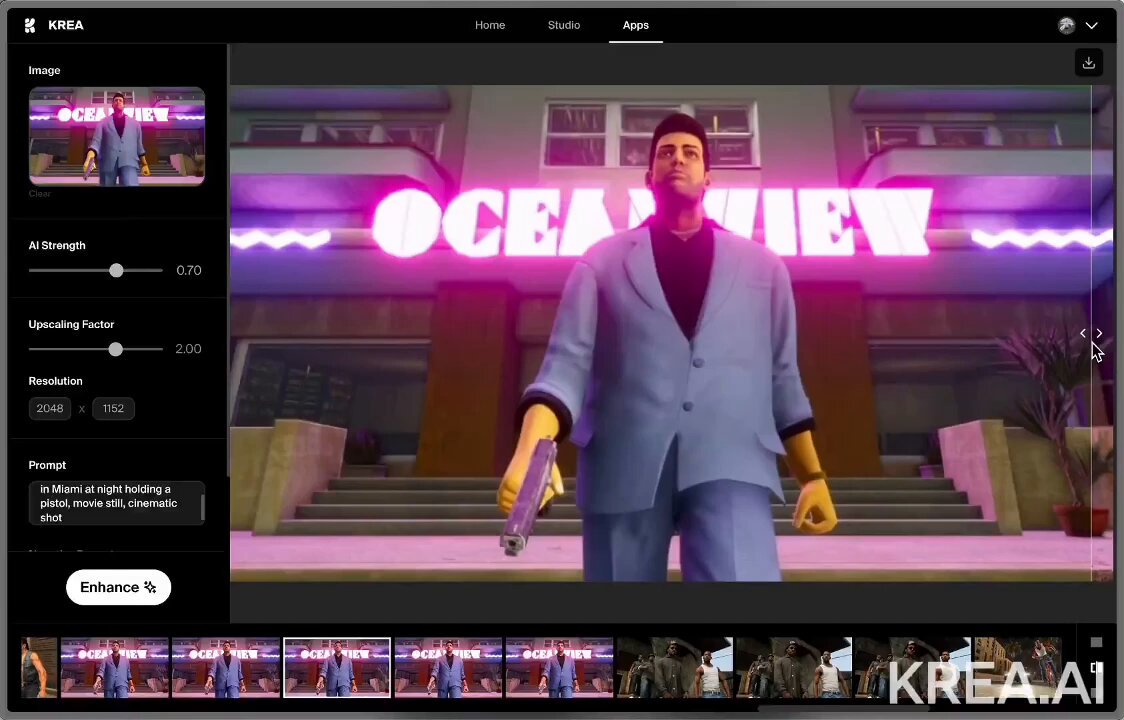 KREA
Home
Studio
Apps
Image
Clear
OCEANVIEW
AI Strength
0.70
Upscaling Factor
2.00
Resolution
2048 x 1152
Prompt
in Miami at night holding a
pistol, movie still, cinematic
shot
Enhance
OCEANVIEW
KREA.AI